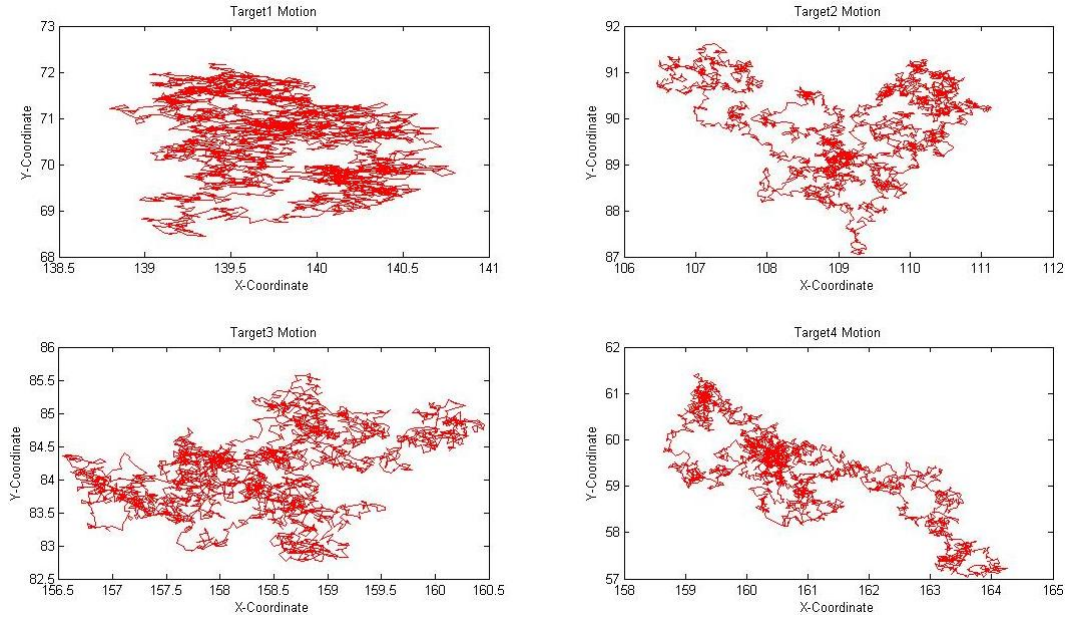 Target1 Motion
73
72
71
70
69
68
138.5 139 139.5 140 140.5 141
X-Coordinate
Y-Coordinate
Target2 Motion
92
91
90
89
88
87
106 107 108 109 110 111 112
X-Coordinate
Y-Coordinate
Target3 Motion
86
85.5
85
84.5
84
83.5
83
82.5
156.5 157 157.5 158 158.5 159 159.5 160 160.5
X-Coordinate
Y-Coordinate
Target4 Motion
62
61
60
59
58
57
158 159 160 161 162 163 164 165
X-Coordinate
Y-Coordinate